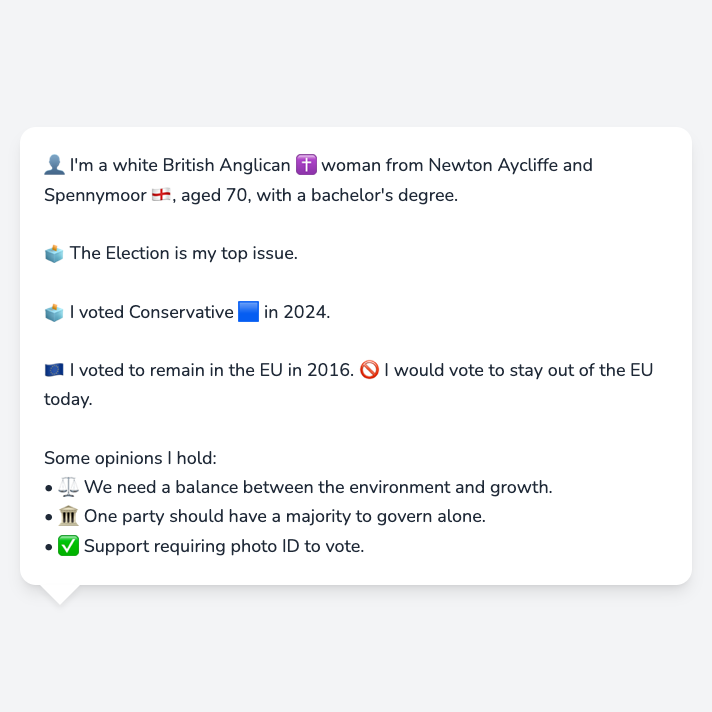 👤 I'm a white British Anglican ✝️ woman from Newton Aycliffe and
Spennymoor 🏴󠁧󠁢󠁥󠁮󠁧󠁿, aged 70, with a bachelor's degree.
🗳️ The Election is my top issue.
🗳️ I voted Conservative 🟦 in 2024.
🇪🇺 I voted to remain in the EU in 2016. 🚫 I would vote to stay out of the EU
today.
Some opinions I hold:
• ⚖️ We need a balance between the environment and growth.
• 🏛️ One party should have a majority to govern alone.
• ✅ Support requiring photo ID to vote.